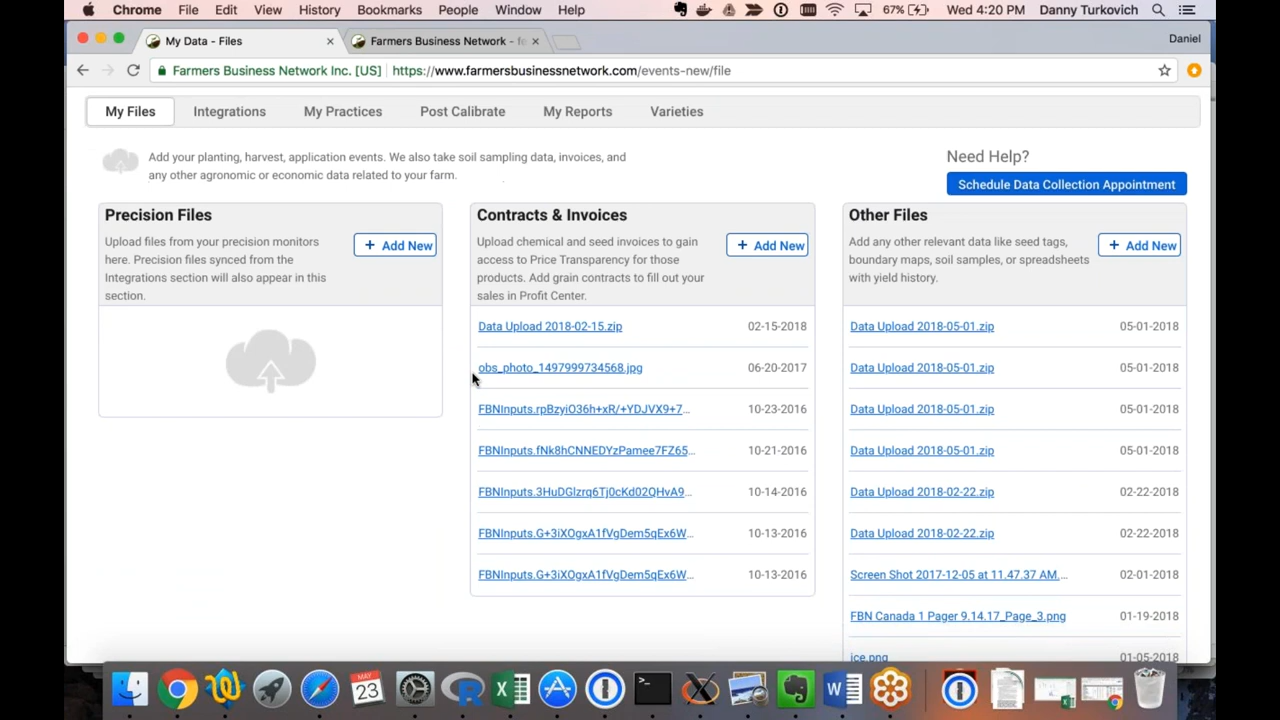 Chrome File Edit View History Bookmarks People Window Help 67% Wed 4:20 PM Danny Turkovich
My Data - Files Farmers Business Network - fe Daniel
Farmers Business Network Inc. [US] https://www.farmersbusinessnetwork.com/events-new/file
My Files Integrations My Practices Post Calibrate My Reports Varieties
Add your planting, harvest, application events. We also take soil sampling data, invoices, and
any other agronomic or economic data related to your farm.
Need Help?
Schedule Data Collection Appointment
Precision Files
Upload files from your precision monitors
here. Precision files synced from the
Integrations section will also appear in this
section.
+ Add New
Contracts & Invoices
Upload chemical and seed invoices to gain
access to Price Transparency for those
products. Add grain contracts to fill out your
sales in Profit Center.
+ Add New
Data Upload 2018-02-15.zip 02-15-2018
obs_photo_1497999734568.jpg 06-20-2017
FBNInputs.rpBzyiO36h+xR/+YDJVX9+7... 10-23-2016
FBNInputs.fNk8hCNNEDYzPamee7FZ65... 10-21-2016
FBNInputs.3HuDGlzrq6Tj0cKd02QHvA9... 10-14-2016
FBNInputs.G+3iXOgxA1fVgDem5qEx6W... 10-13-2016
FBNInputs.G+3iXOgxA1fVgDem5qEx6W... 10-13-2016
Other Files
Add any other relevant data like seed tags,
boundary maps, soil samples, or spreadsheets
with yield history.
+ Add New
Data Upload 2018-05-01.zip 05-01-2018
Data Upload 2018-05-01.zip 05-01-2018
Data Upload 2018-05-01.zip 05-01-2018
Data Upload 2018-05-01.zip 05-01-2018
Data Upload 2018-02-22.zip 02-22-2018
Data Upload 2018-02-22.zip 02-22-2018
Screen Shot 2017-12-05 at 11.47.37 AM.... 02-01-2018
FBN Canada 1 Pager 9.14.17_Page_3.png 01-19-2018
ice.png 01-05-2018
MAY
23